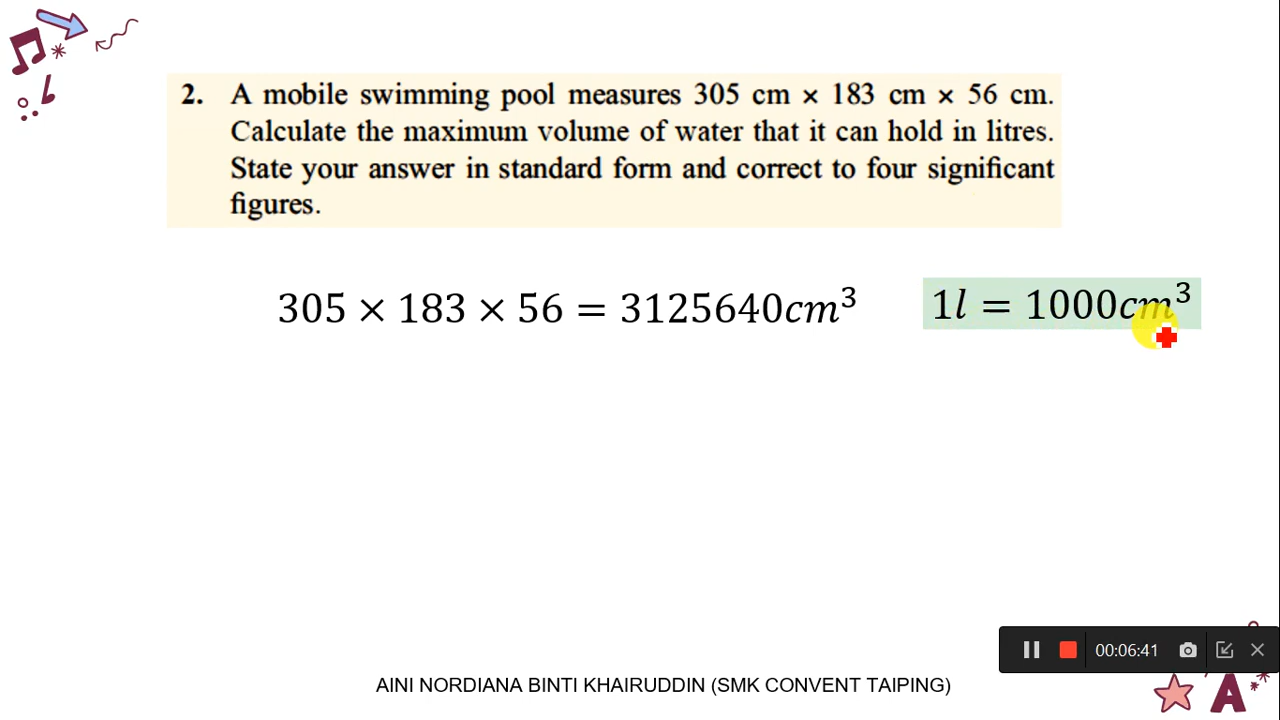 2. A mobile swimming pool measures 305 cm × 183 cm × 56 cm.
Calculate the maximum volume of water that it can hold in litres.
State your answer in standard form and correct to four significant
figures.
305 × 183 × 56 = 3125640cm³
1l = 1000cm³
00:06:41
AINI NORDIANA BINTI KHAIRUDDIN (SMK CONVENT TAIPING)
A